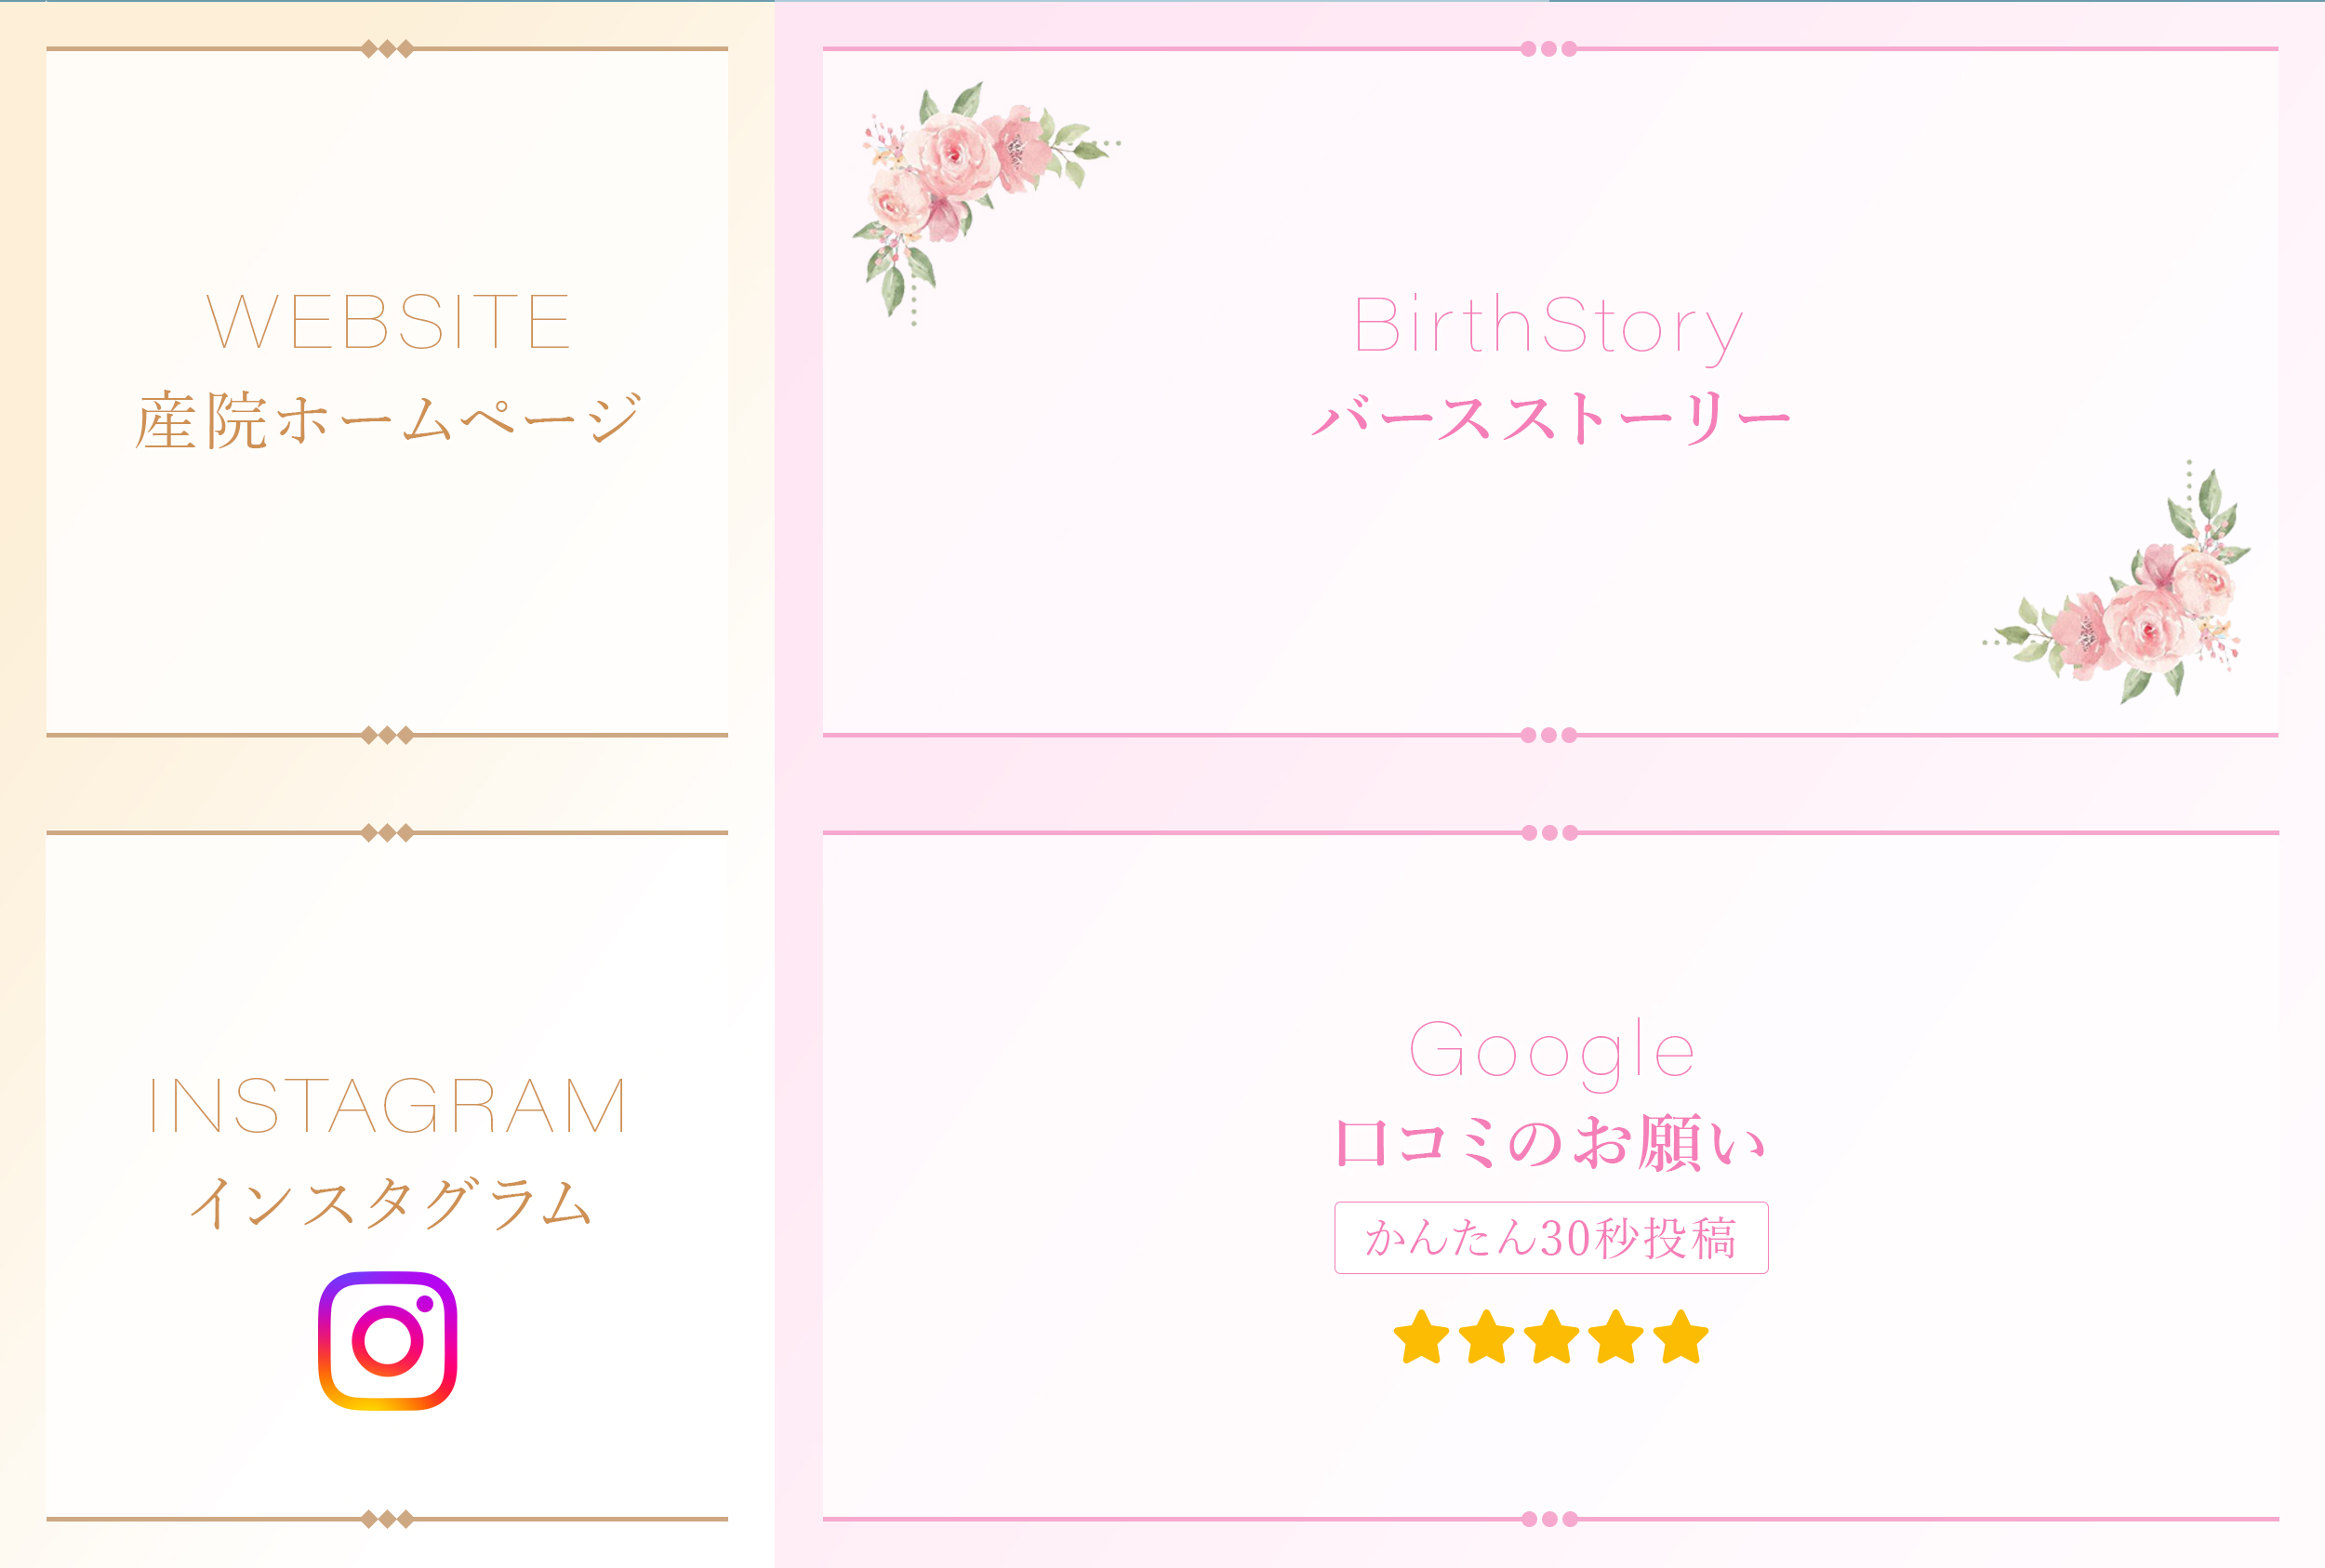 WEBSITE
産院ホームページ
BirthStory
バースストーリー
INSTAGRAM
インスタグラム
Google
口コミのお願い
かんたん30秒投稿